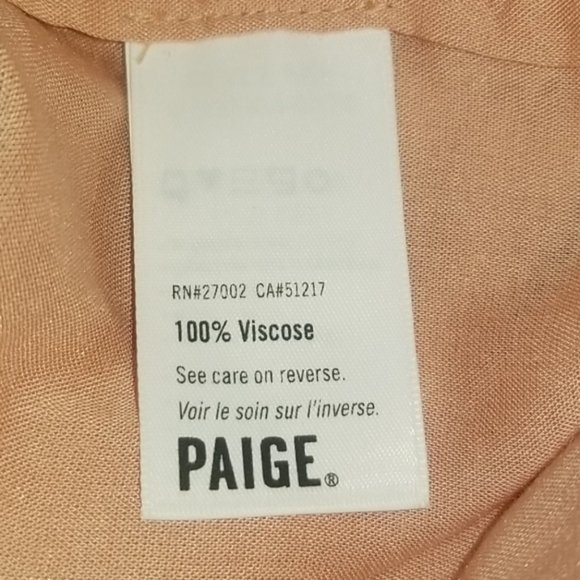 RN#27002 CA#51217
100% Viscose
See care on reverse.
Voir le soin sur l'inverse.
PAIGE®